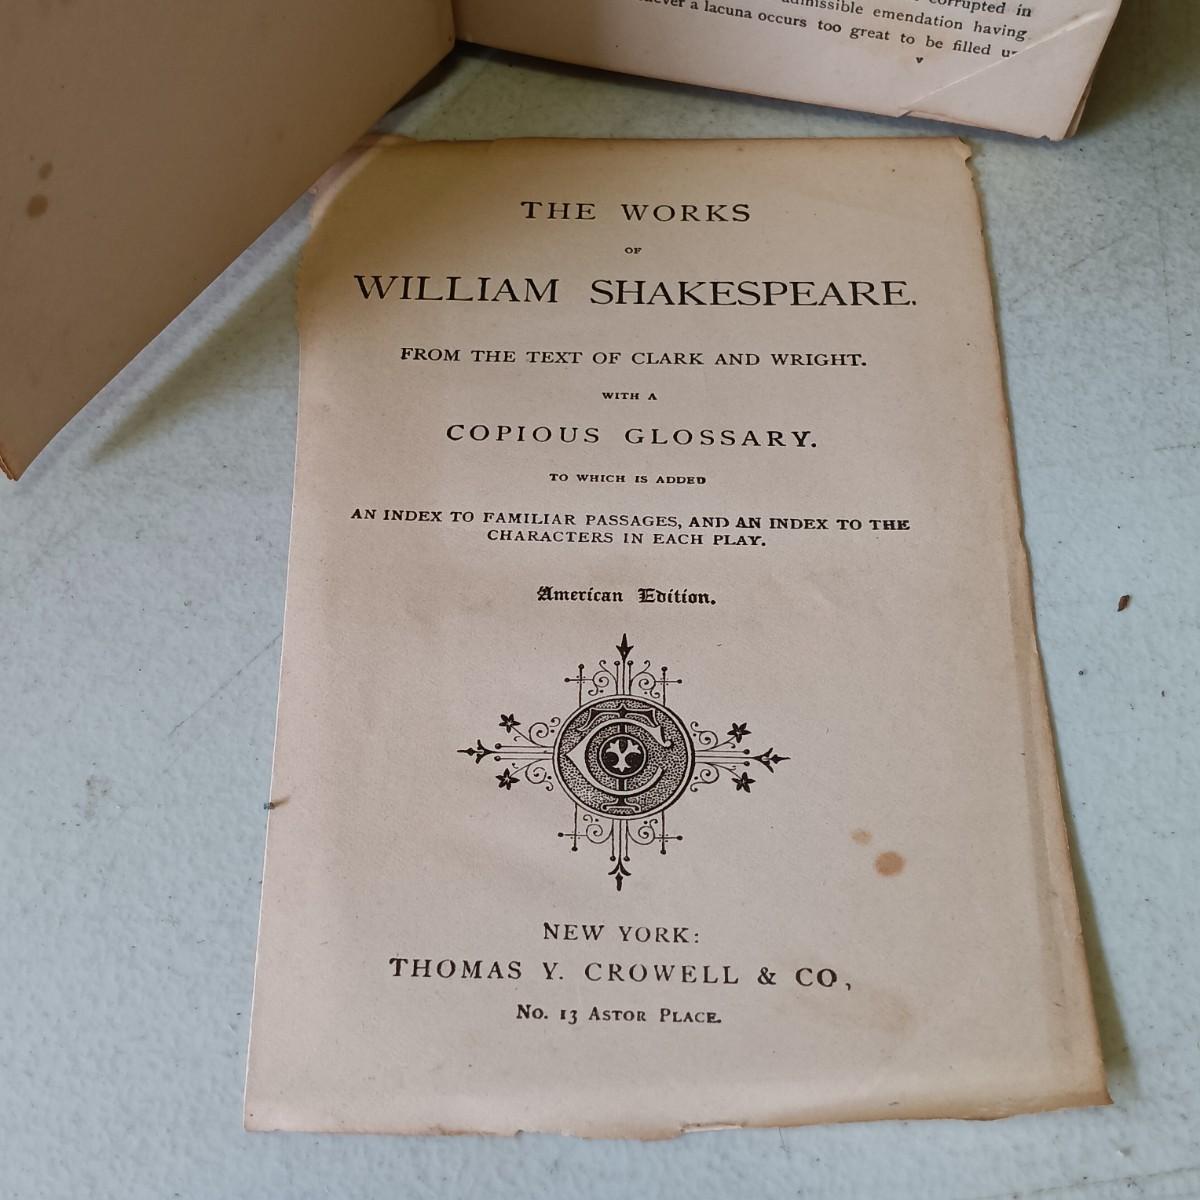 corrupted in
admissible emendation having
a lacuna occurs too great to be filled
v
THE WORKS
OF
WILLIAM SHAKESPEARE.
FROM THE TEXT OF CLARK AND WRIGHT.
WITH A
COPIOUS GLOSSARY.
TO WHICH IS ADDED
AN INDEX TO FAMILIAR PASSAGES, AND AN INDEX TO THE
CHARACTERS IN EACH PLAY.
American Edition.
NEW YORK:
THOMAS Y. CROWELL & CO,
No. 13 ASTOR PLACE.